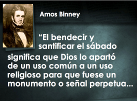 Amos Binney
"El bendecir y
santificar el sábado
significa que Dios lo apartó
de un uso común a un uso
religioso para que fuese un
monumento o señal perpetua...